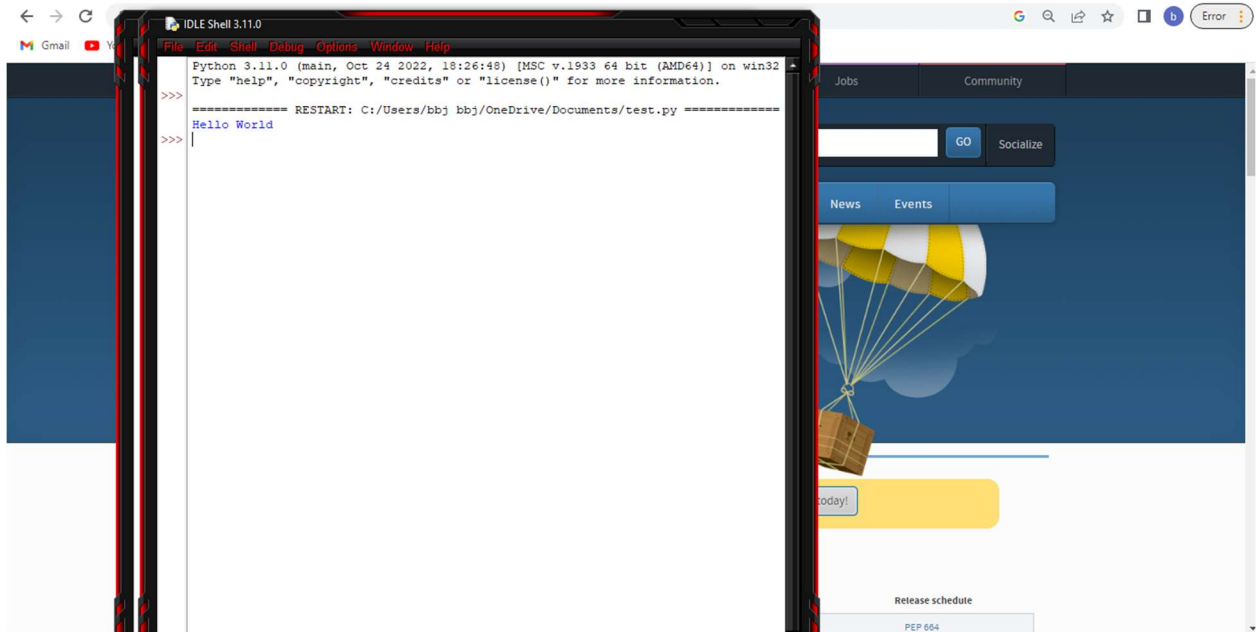 IDLE Shell 3.11.0
Error
Gmail
File Edit Shell Debug Options Window Help
Python 3.11.0 (main, Oct 24 2022, 18:26:48) [MSC v.1933 64 bit (AMD64)] on win32
Type "help", "copyright", "credits" or "license()" for more information.
>>>
============= RESTART: C:/Users/bbj bbj/OneDrive/Documents/test.py =============
Hello World
>>>
Jobs Community
GO Socialize
News Events
today!
Release schedule
PEP 664